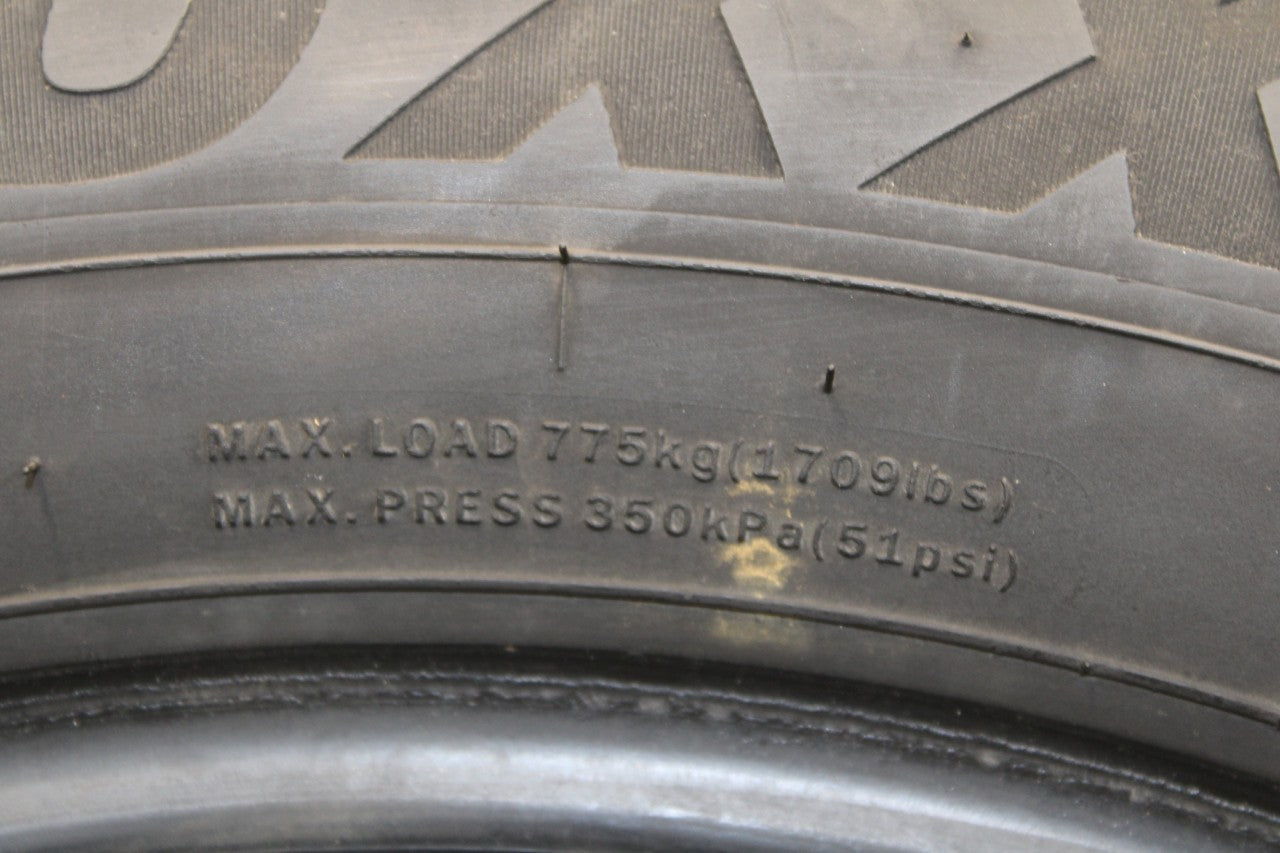 MAX. LOAD 775kg(1709lbs)
MAX. PRESS 350kPa(51psi)